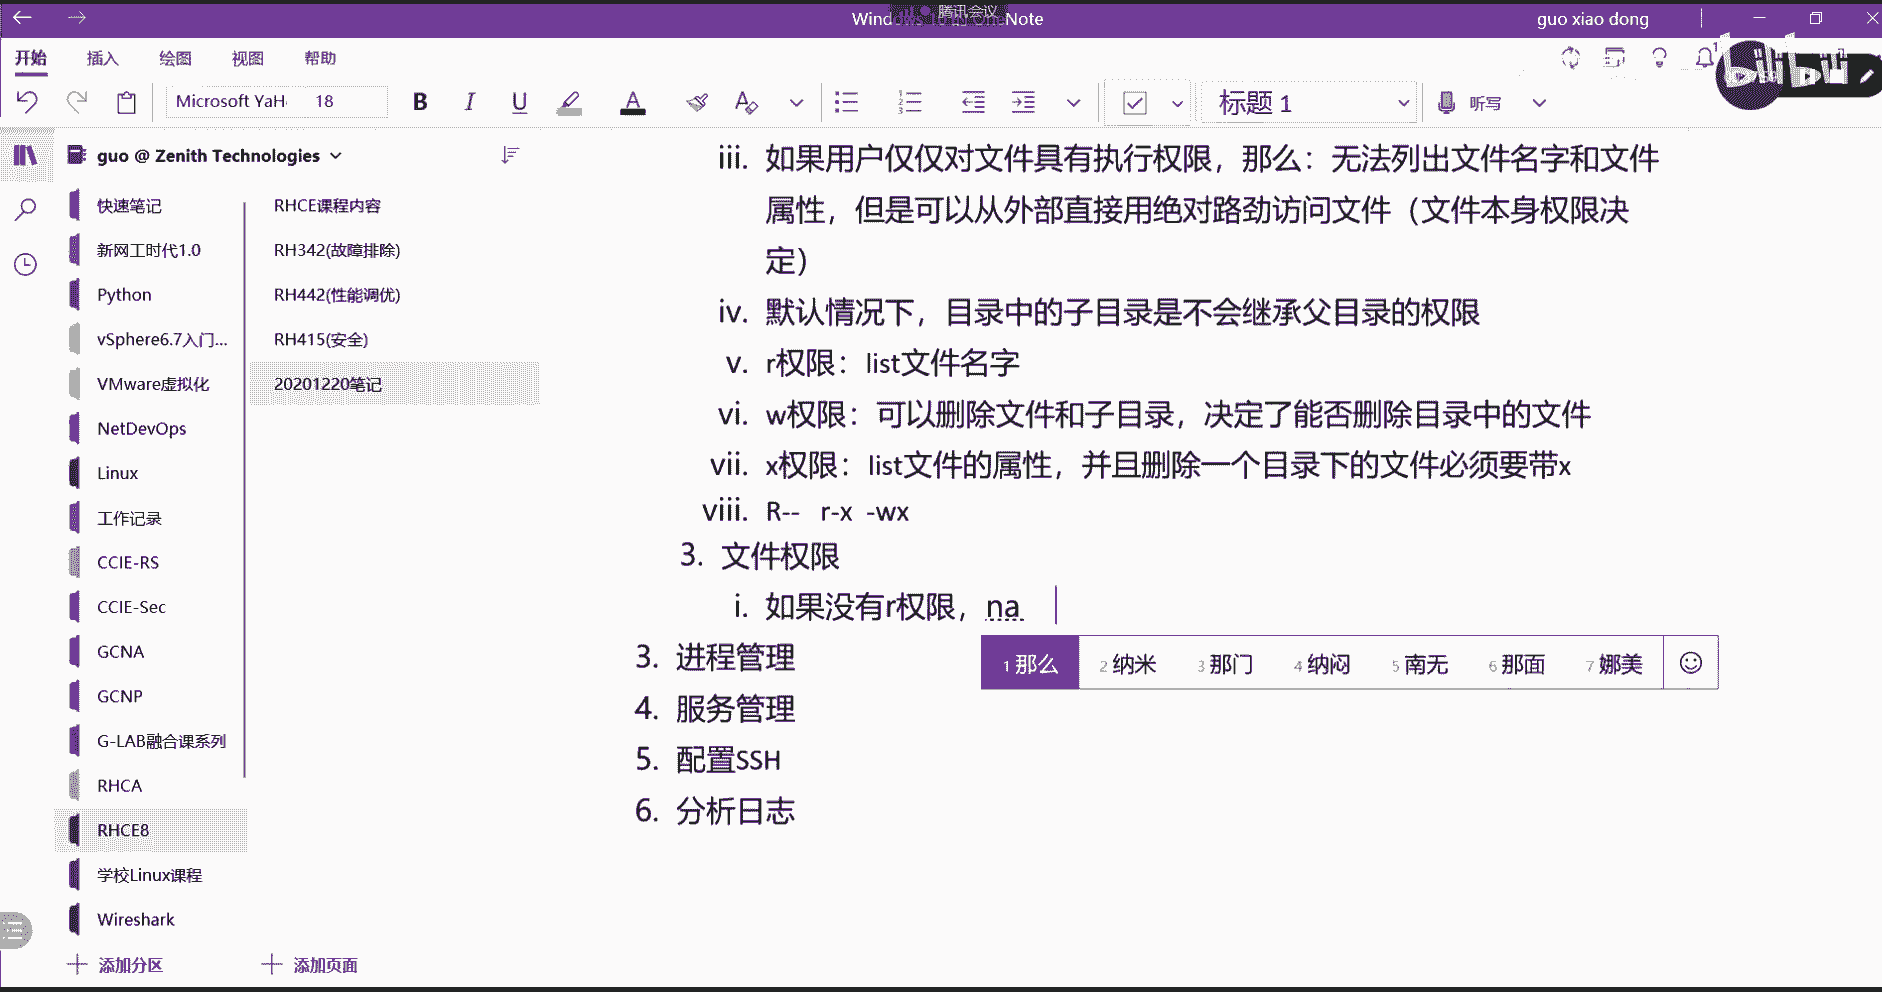 腾讯会议
guo xiao dong
开始 插入 绘图 视图 帮助
Microsoft YaH 18 B I U A 标题 1 听写
guo @ Zenith Technologies
快速笔记
新网工时代1.0
Python
vSphere6.7入门...
VMware虚拟化
NetDevOps
Linux
工作记录
CCIE-RS
CCIE-Sec
GCNA
GCNP
G-LAB融合课系列
RHCA
RHCE8
学校Linux课程
Wireshark
添加分区
RHCE课程内容
RH342(故障排除)
RH442(性能调优)
RH415(安全)
20201220笔记
添加页面
iii. 如果用户仅仅对文件具有执行权限，那么：无法列出文件名字和文件
属性，但是可以从外部直接用绝对路劲访问文件（文件本身权限决
定）
iv. 默认情况下，目录中的子目录是不会继承父目录的权限
v. r权限：list文件名字
vi. w权限：可以删除文件和子目录，决定了能否删除目录中的文件
vii. x权限：list文件的属性，并且删除一个目录下的文件必须要带x
viii. R-- r-x -wx
3. 文件权限
i. 如果没有r权限，na
1 那么 2 纳米 3 那门 4 纳闷 5 南无 6 那面 7 娜美
3. 进程管理
4. 服务管理
5. 配置SSH
6. 分析日志